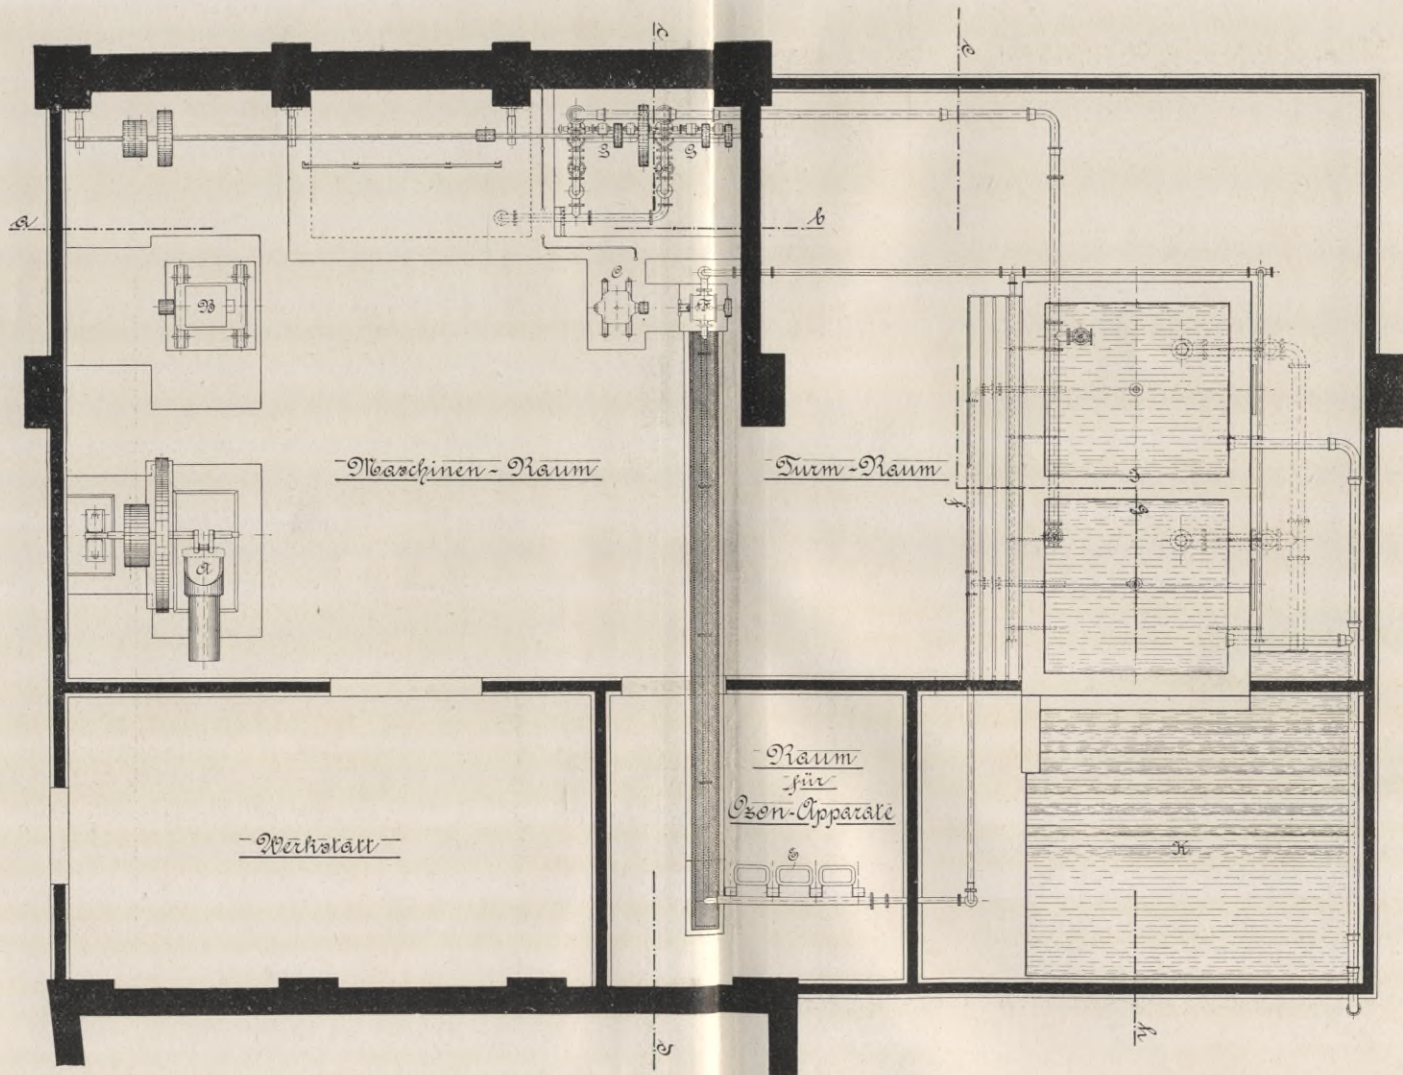 c
e
G
G
a
b
B
C
Maschinen-Raum
Turm-Raum
J
f
g
A
Raum
für
Ozon-Apparate
Werkstatt
E
K
d
h